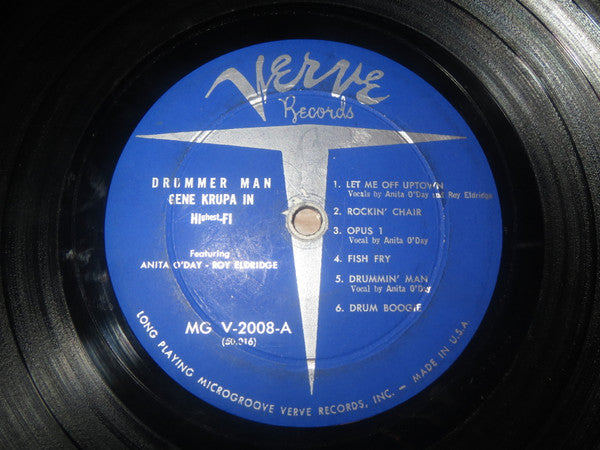 Verve
Records
DRUMMER MAN
GENE KRUPA IN
HIghest-FI
Featuring
ANITA O'DAY - ROY ELDRIDGE
MG V-2008-A
(50,016)
1. LET ME OFF UPTOWN
Vocals by Anita O'Day and Roy Eldridge
2. ROCKIN' CHAIR
3. OPUS 1
Vocal by Anita O'Day
4. FISH FRY
5. DRUMMIN' MAN
Vocal by Anita O'Day
6. DRUM BOOGIE
LONG PLAYING MICROGROOVE VERVE RECORDS, INC. — MADE IN U.S.A